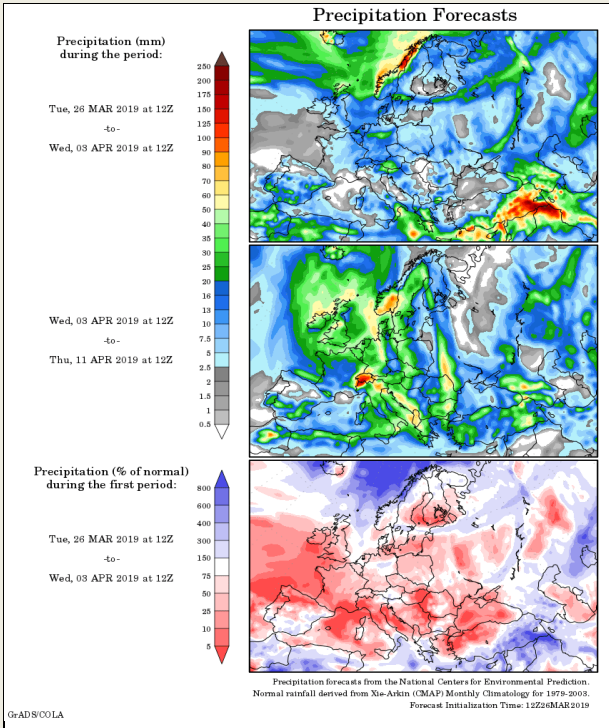 Precipitation Forecasts
Precipitation (mm)
during the period:
Tue, 26 MAR 2019 at 12Z
-to-
Wed, 03 APR 2019 at 12Z
250
200
175
150
125
100
90
80
70
60
50
45
40
35
30
25
20
16
13
10
7.5
5
2.5
2
1.5
1
0.5
Wed, 03 APR 2019 at 12Z
-to-
Thu, 11 APR 2019 at 12Z
Precipitation (% of normal)
during the first period:
Tue, 26 MAR 2019 at 12Z
-to-
Wed, 03 APR 2019 at 12Z
800
600
400
300
150
75
50
25
10
5
Precipitation forecasts from the National Centers for Environmental Prediction.
Normal rainfall derived from Xie-Arkin (CMAP) Monthly Climatology for 1979-2003.
Forecast Initialization Time: 12Z26MAR2019
GrADS/COLA